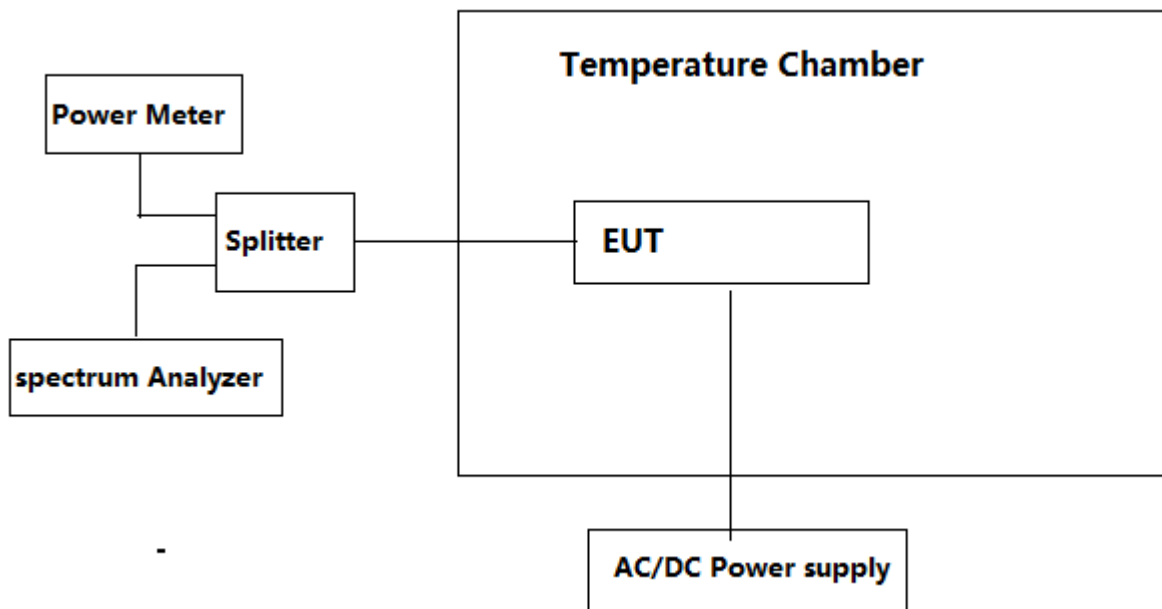 Temperature Chamber
Power Meter
Splitter
EUT
spectrum Analyzer
-
AC/DC Power supply